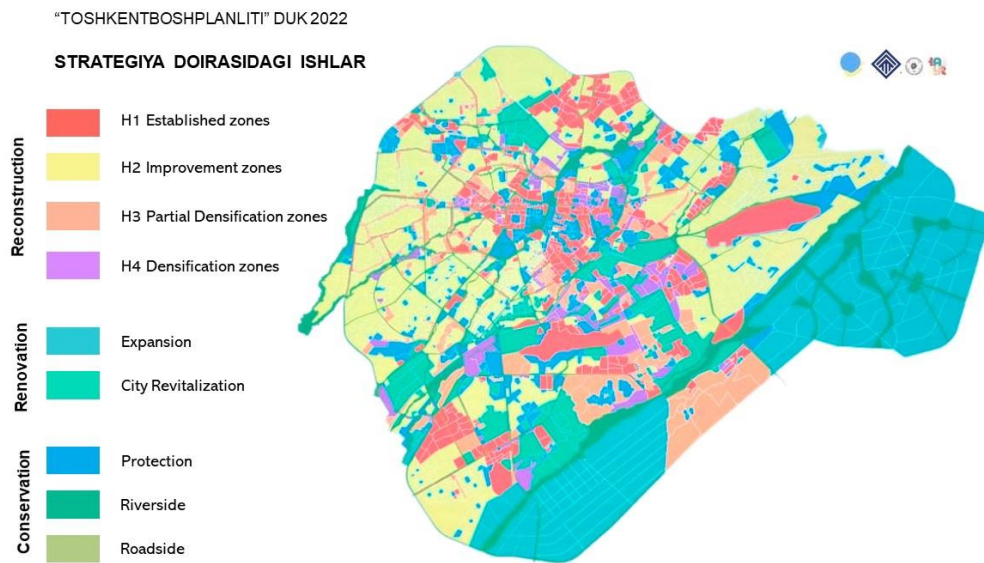 “TOSHKENTBOSHPLANLITI” DUK 2022
STRATEGIYA DOIRASIDAGI ISHLAR
Reconstruction
H1 Established zones
H2 Improvement zones
H3 Partial Densification zones
H4 Densification zones
Renovation
Expansion
City Revitalization
Conservation
Protection
Riverside
Roadside